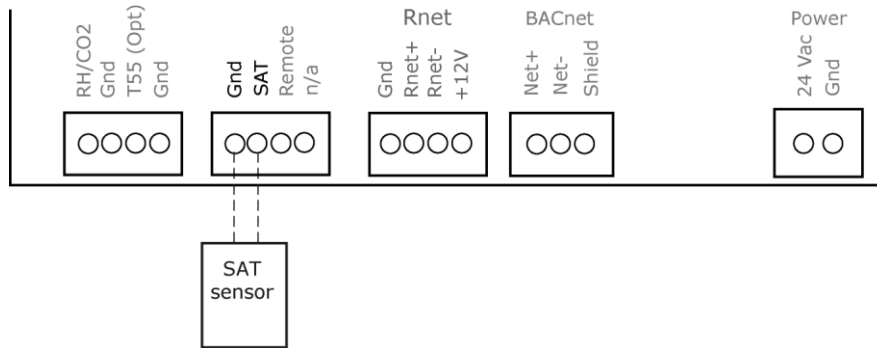 RH/CO2
Gnd
T55 (Opt)
Gnd
Gnd
SAT
Remote
n/a
Rnet
Gnd
Rnet+
Rnet-
+12V
BACnet
Net+
Net-
Shield
Power
24 Vac
Gnd
SAT
sensor